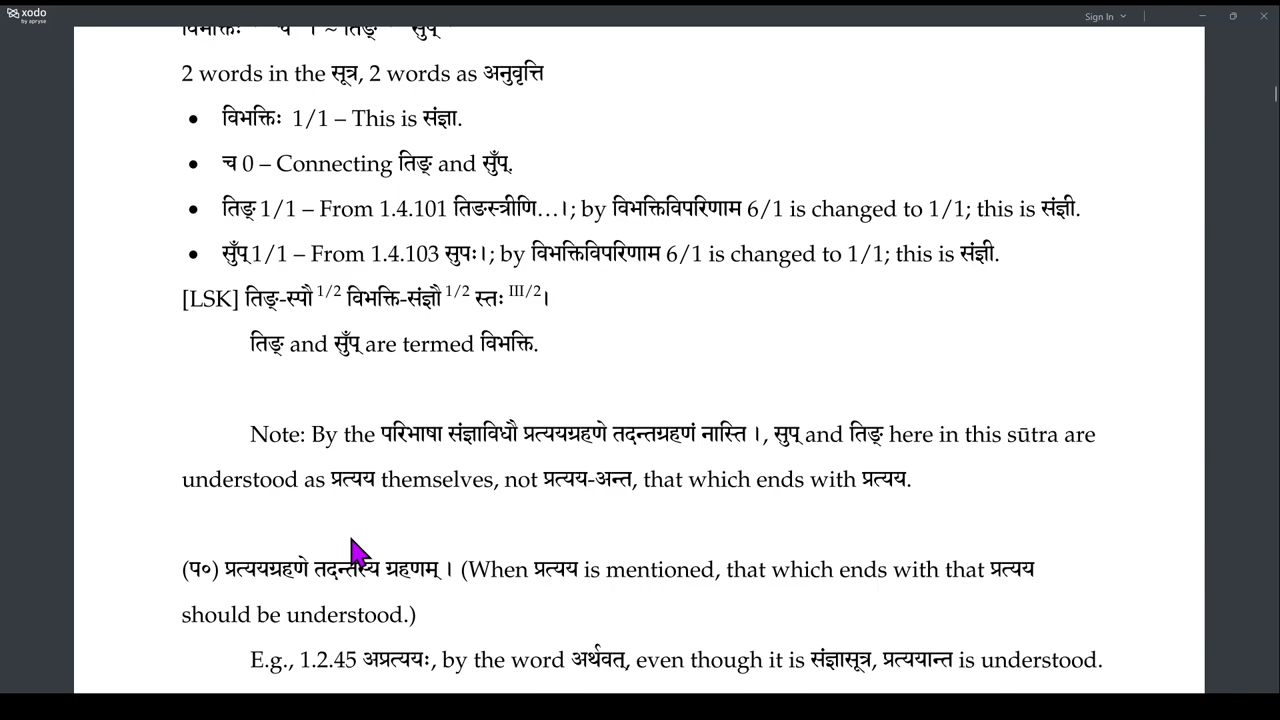 xodo
by apryse
Sign In
विभक्तिः च । ~ तिङ् सुप्
2 words in the सूत्र, 2 words as अनुवृत्ति
• विभक्तिः 1/1 – This is संज्ञा.
• च 0 – Connecting तिङ् and सुँप्.
• तिङ् 1/1 – From 1.4.101 तिङस्त्रीणि…।; by विभक्तिविपरिणाम 6/1 is changed to 1/1; this is संज्ञी.
• सुँप् 1/1 – From 1.4.103 सुपः।; by विभक्तिविपरिणाम 6/1 is changed to 1/1; this is संज्ञी.
[LSK] तिङ्-स्पौ 1/2 विभक्ति-संज्ञौ 1/2 स्तः III/2।
तिङ् and सुँप् are termed विभक्ति.
Note: By the परिभाषा संज्ञाविधौ प्रत्ययग्रहणे तदन्तग्रहणं नास्ति ।, सुप् and तिङ् here in this sūtra are
understood as प्रत्यय themselves, not प्रत्यय-अन्त, that which ends with प्रत्यय.
(प०) प्रत्ययग्रहणे तदन्तस्य ग्रहणम् । (When प्रत्यय is mentioned, that which ends with that प्रत्यय
should be understood.)
E.g., 1.2.45 अप्रत्ययः, by the word अर्थवत्, even though it is संज्ञासूत्र, प्रत्ययान्त is understood.